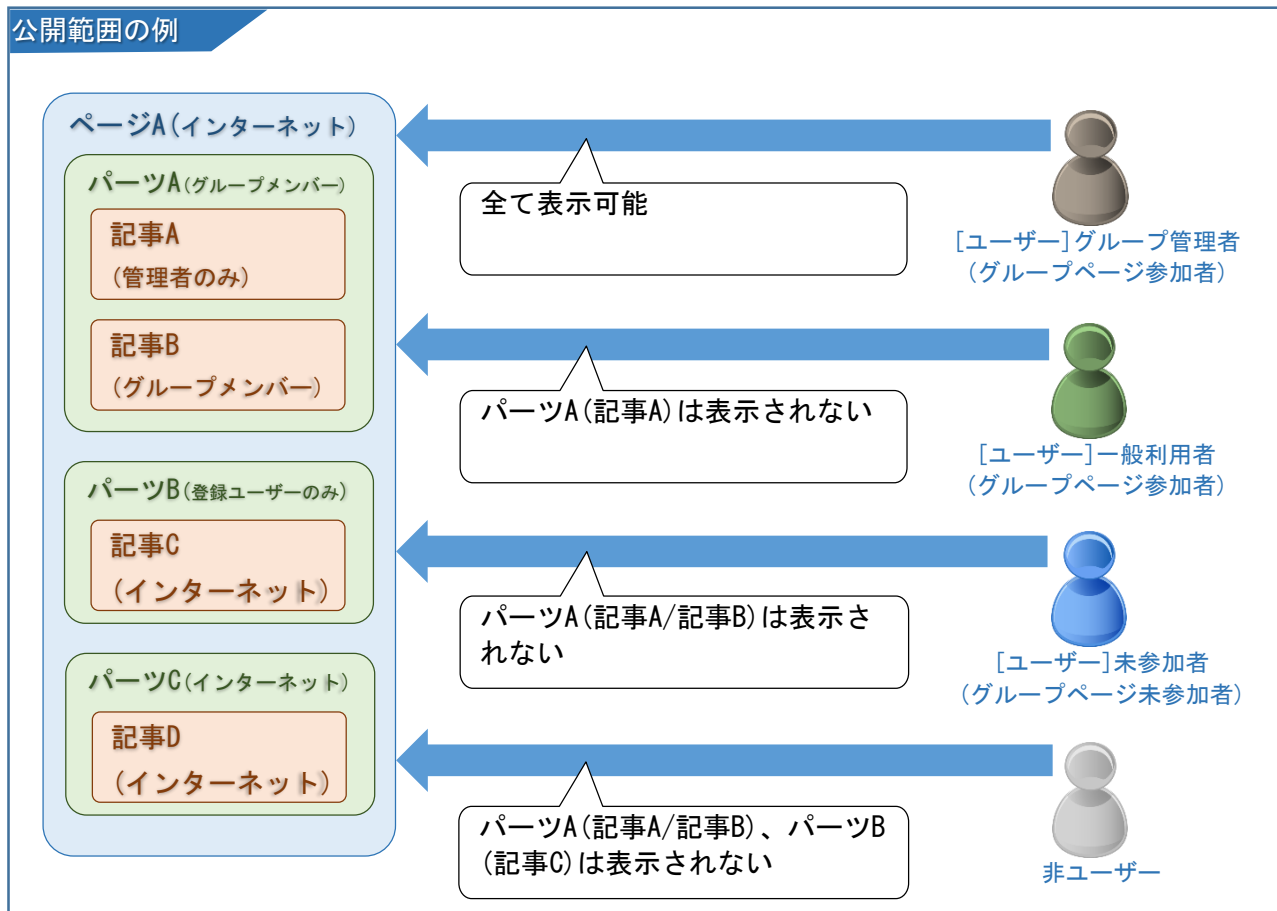 公開範囲の例
ページA(インターネット)
パーツA(グループメンバー)
記事A
(管理者のみ)
記事B
(グループメンバー)
パーツB(登録ユーザーのみ)
記事C
(インターネット)
パーツC(インターネット)
記事D
(インターネット)
全て表示可能
[ユーザー]グループ管理者
(グループページ参加者)
パーツA(記事A)は表示されない
[ユーザー]一般利用者
(グループページ参加者)
パーツA(記事A/記事B)は表示さ
れない
[ユーザー]未参加者
(グループページ未参加者)
パーツA(記事A/記事B)、パーツB
(記事C)は表示されない
非ユーザー